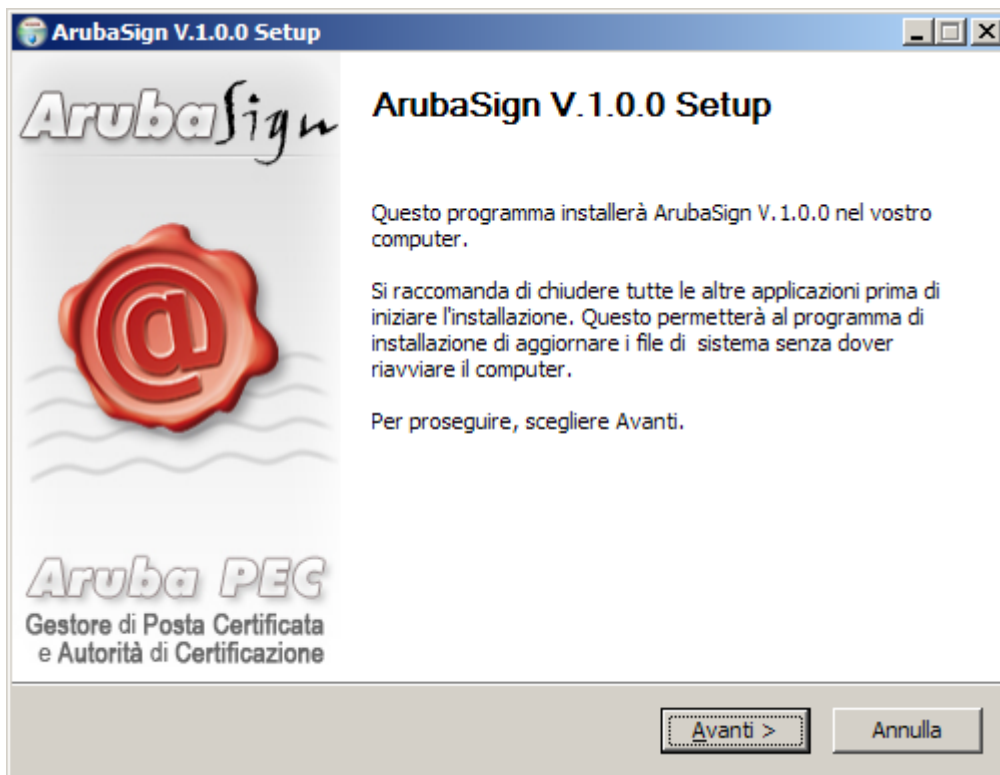 ArubaSign V.1.0.0 Setup
ArubaSign
ArubaSign V.1.0.0 Setup
Questo programma installerà ArubaSign V.1.0.0 nel vostro
computer.
Si raccomanda di chiudere tutte le altre applicazioni prima di
iniziare l'installazione. Questo permetterà al programma di
installazione di aggiornare i file di  sistema senza dover
riavviare il computer.
Per proseguire, scegliere Avanti.
@
Aruba PEC
Gestore di Posta Certificata
e Autorità di Certificazione
Avanti >
Annulla